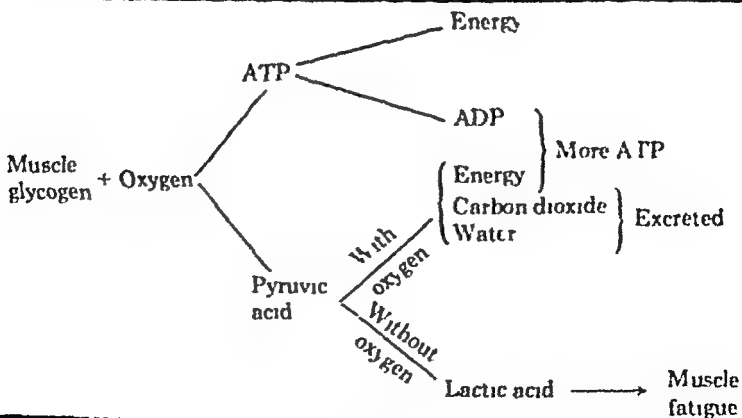 Energy
ATP
ADP
More ATP
Muscle
glycogen + Oxygen
Energy
Carbon dioxide
Water
Excreted
With
oxygen
Pyruvic
acid
Without
oxygen
Lactic acid → Muscle
fatigue